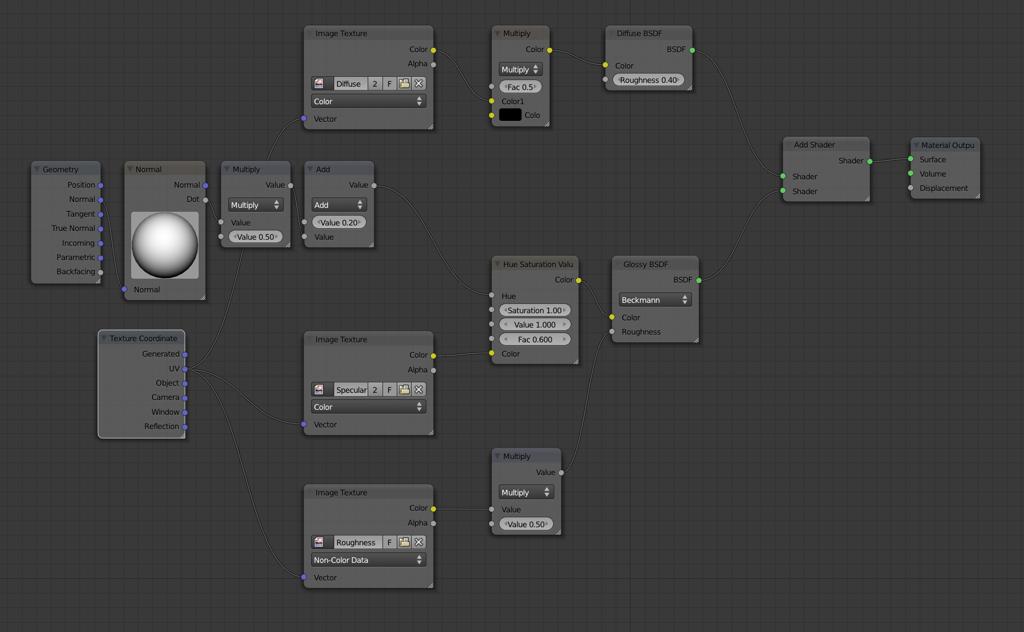 Image Texture
Color
Alpha
Diffuse 2 F
Color
Vector
Multiply
Color
Multiply
Fac 0.5
Color1
Colo
Diffuse BSDF
BSDF
Color
Roughness 0.40
Add Shader
Shader
Shader
Shader
Material Outpu
Surface
Volume
Displacement
Geometry
Position
Normal
Tangent
True Normal
Incoming
Parametric
Backfacing
Normal
Normal
Dot
Normal
Multiply
Value
Multiply
Value
Value 0.50
Add
Value
Add
Value 0.20
Value
Hue Saturation Valu
Color
Hue
Saturation 1.00
Value 1.000
Fac 0.600
Color
Glossy BSDF
BSDF
Beckmann
Color
Roughness
Texture Coordinate
Generated
UV
Object
Camera
Window
Reflection
Image Texture
Color
Alpha
Specular 2 F
Color
Vector
Multiply
Value
Multiply
Value
Value 0.50
Image Texture
Color
Alpha
Roughness F
Non-Color Data
Vector